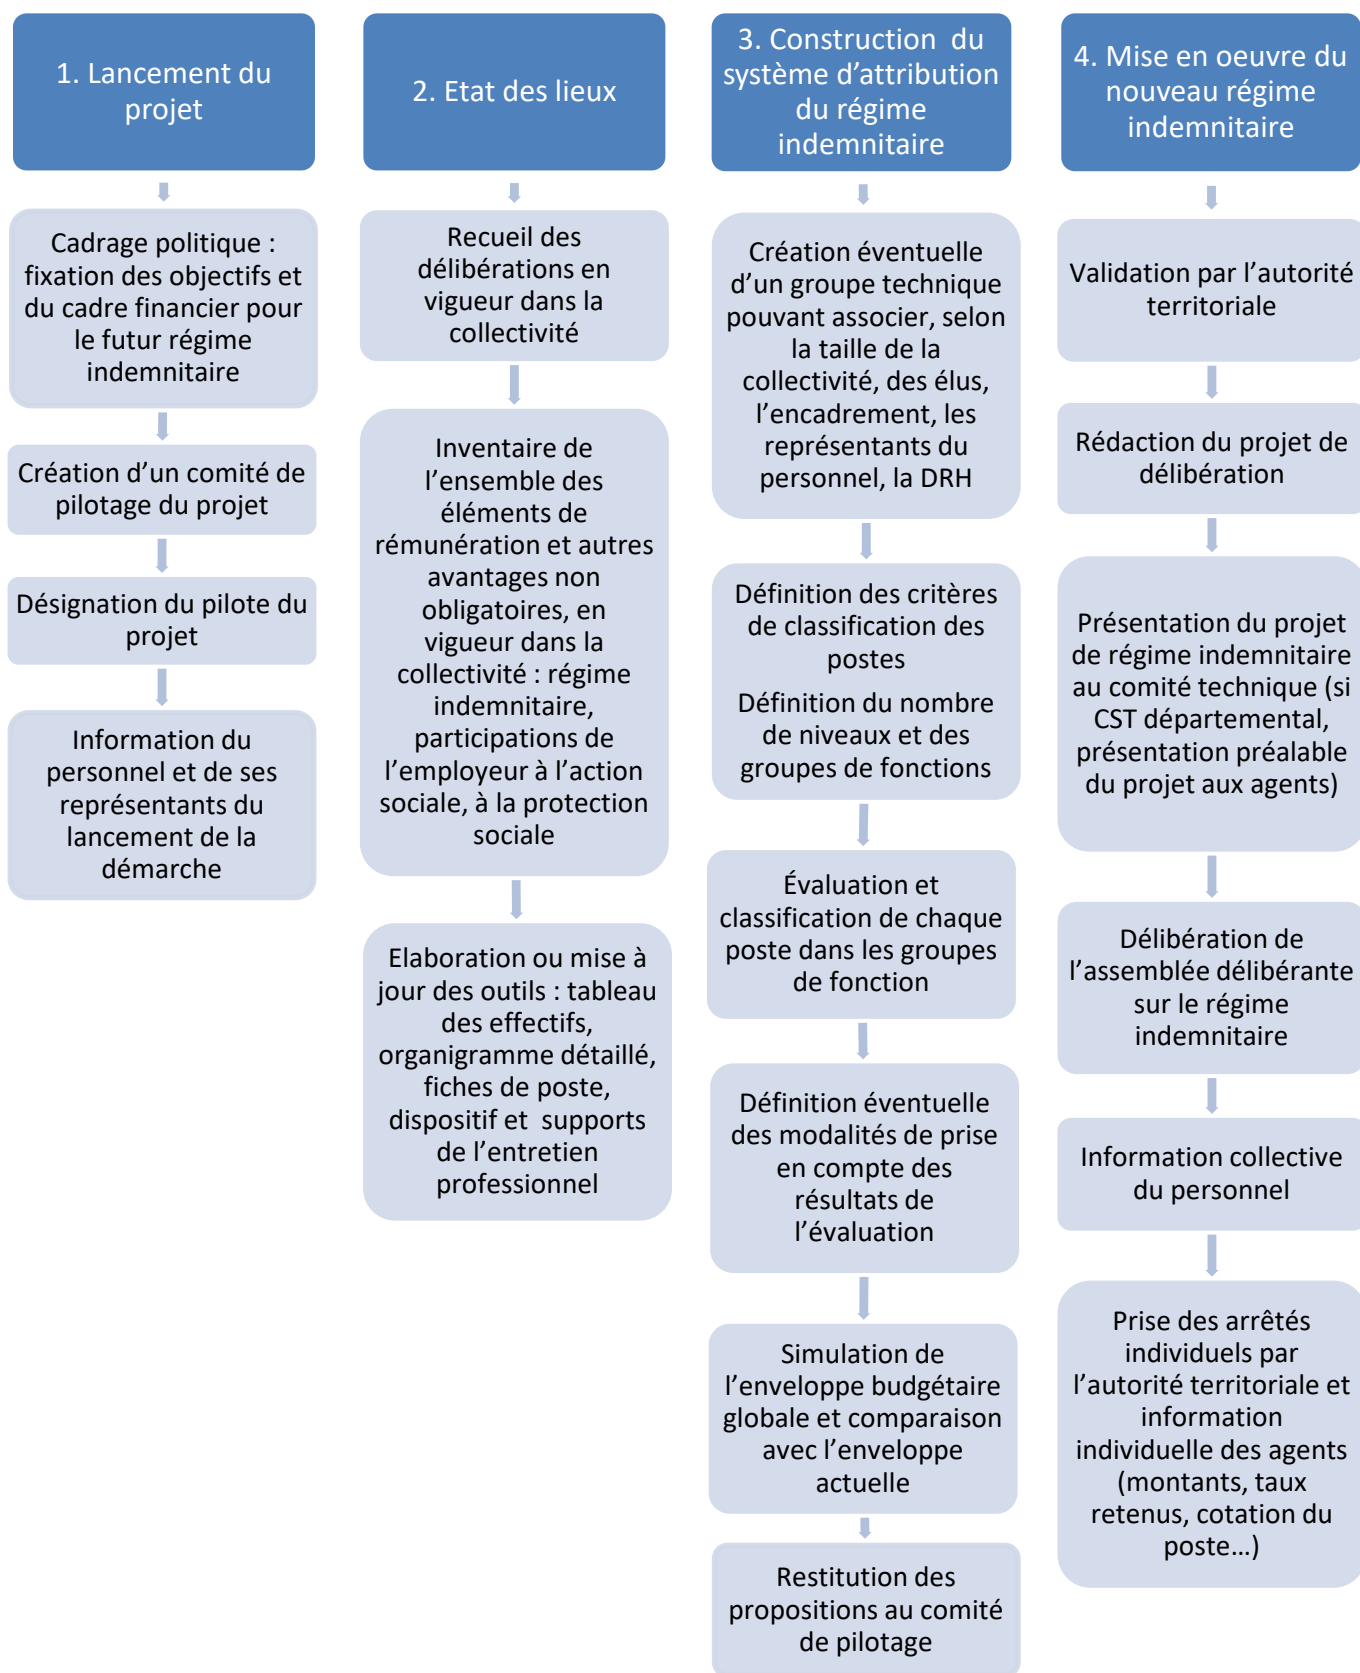 1. Lancement du
projet
Cadrage politique :
fixation des objectifs et
du cadre financier pour
le futur régime
indemnitaire
Création d’un comité de
pilotage du projet
Désignation du pilote du
projet
Information du
personnel et de ses
représentants du
lancement de la
démarche
2. Etat des lieux
Recueil des
délibérations en
vigueur dans la
collectivité
Inventaire de
l’ensemble des
éléments de
rémunération et autres
avantages non
obligatoires, en
vigueur dans la
collectivité : régime
indemnitaire,
participations de
l’employeur à l’action
sociale, à la protection
sociale
Elaboration ou mise à
jour des outils : tableau
des effectifs,
organigramme détaillé,
fiches de poste,
dispositif et supports
de l’entretien
professionnel
3. Construction du
système d’attribution
du régime
indemnitaire
Création éventuelle
d’un groupe technique
pouvant associer, selon
la taille de la
collectivité, des élus,
l’encadrement, les
représentants du
personnel, la DRH
Définition des critères
de classification des
postes
Définition du nombre
de niveaux et des
groupes de fonctions
Évaluation et
classification de chaque
poste dans les groupes
de fonction
Définition éventuelle
des modalités de prise
en compte des
résultats de
l’évaluation
Simulation de
l’enveloppe budgétaire
globale et comparaison
avec l’enveloppe
actuelle
Restitution des
propositions au comité
de pilotage
4. Mise en oeuvre du
nouveau régime
indemnitaire
Validation par l’autorité
territoriale
Rédaction du projet de
délibération
Présentation du projet
de régime indemnitaire
au comité technique (si
CST départemental,
présentation préalable
du projet aux agents)
Délibération de
l’assemblée délibérante
sur le régime
indemnitaire
Information collective
du personnel
Prise des arrêtés
individuels par
l’autorité territoriale et
information
individuelle des agents
(montants, taux
retenus, cotation du
poste…)